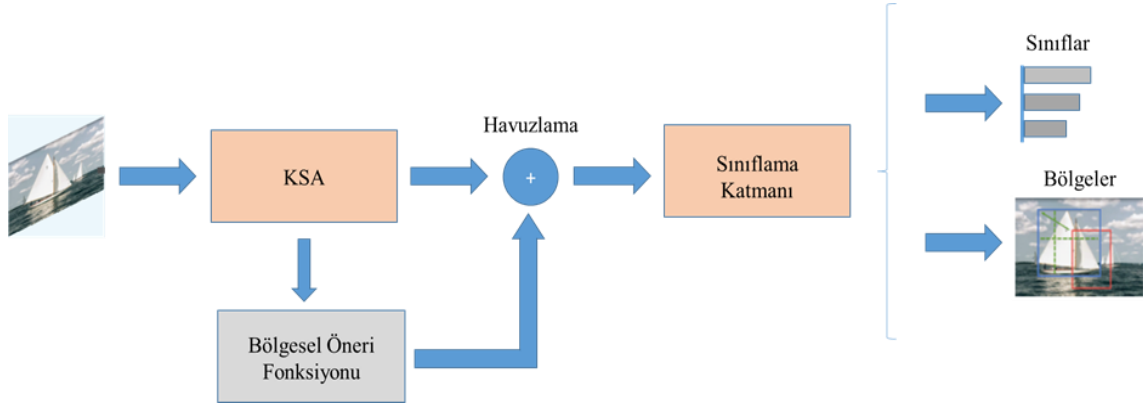 Sınıflar
Havuzlama
KSA
+
Sınıflama
Katmanı
Bölgeler
Bölgesel Öneri
Fonksiyonu